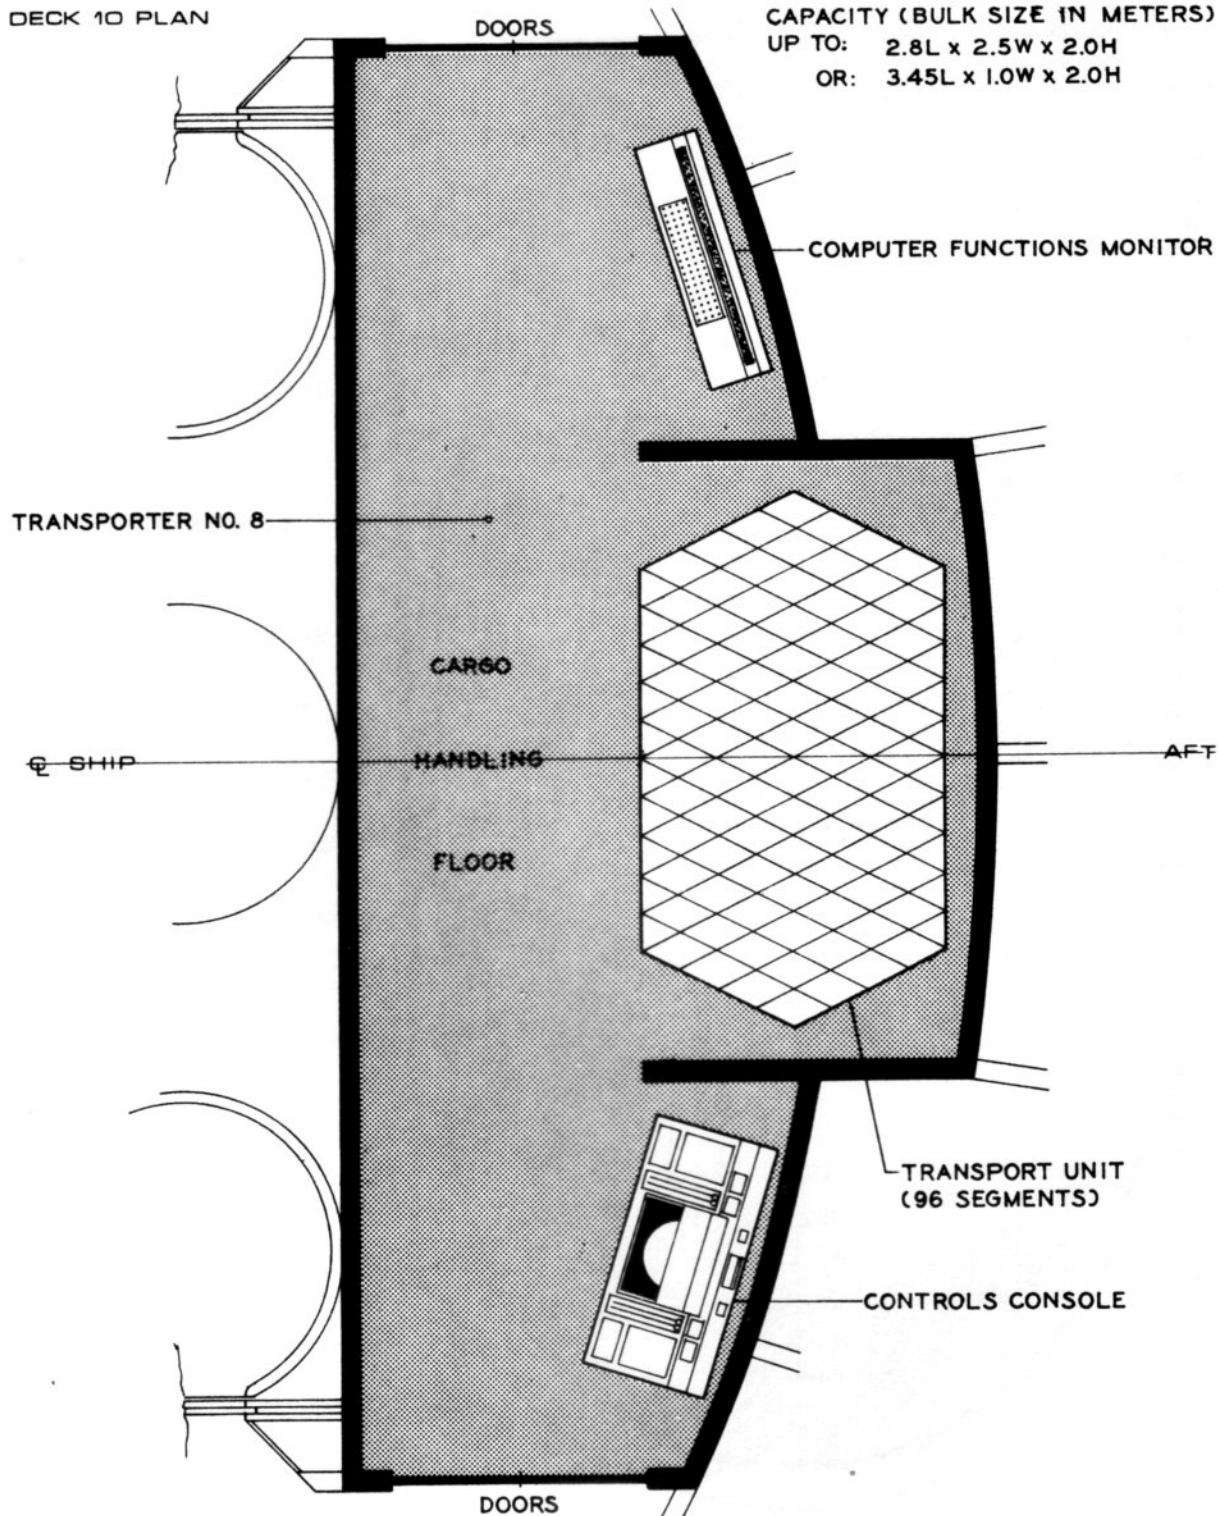 DECK 10 PLAN
DOORS
CAPACITY (BULK SIZE IN METERS)
UP TO: 2.8L x 2.5W x 2.0H
OR: 3.45L x 1.0W x 2.0H
COMPUTER FUNCTIONS MONITOR
TRANSPORTER NO. 8
CARGO
HANDLING
FLOOR
℄ SHIP
AFT
TRANSPORT UNIT
(96 SEGMENTS)
CONTROLS CONSOLE
DOORS